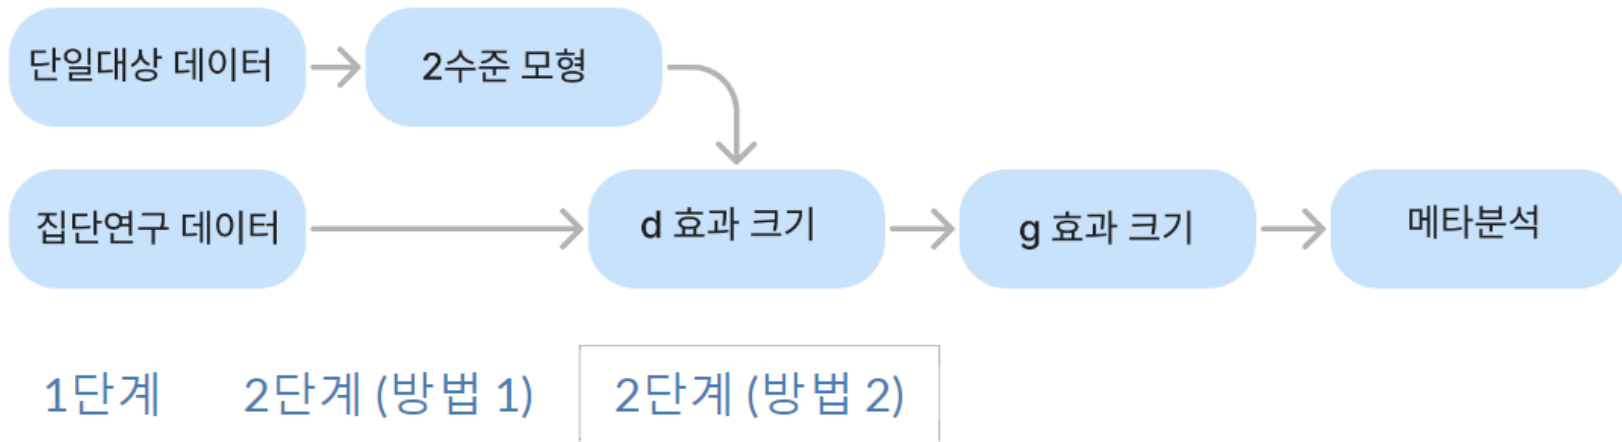 단일대상 데이터
2수준 모형
집단연구 데이터
d 효과 크기
g 효과 크기
메타분석
1단계
2단계 (방법 1)
2단계 (방법 2)